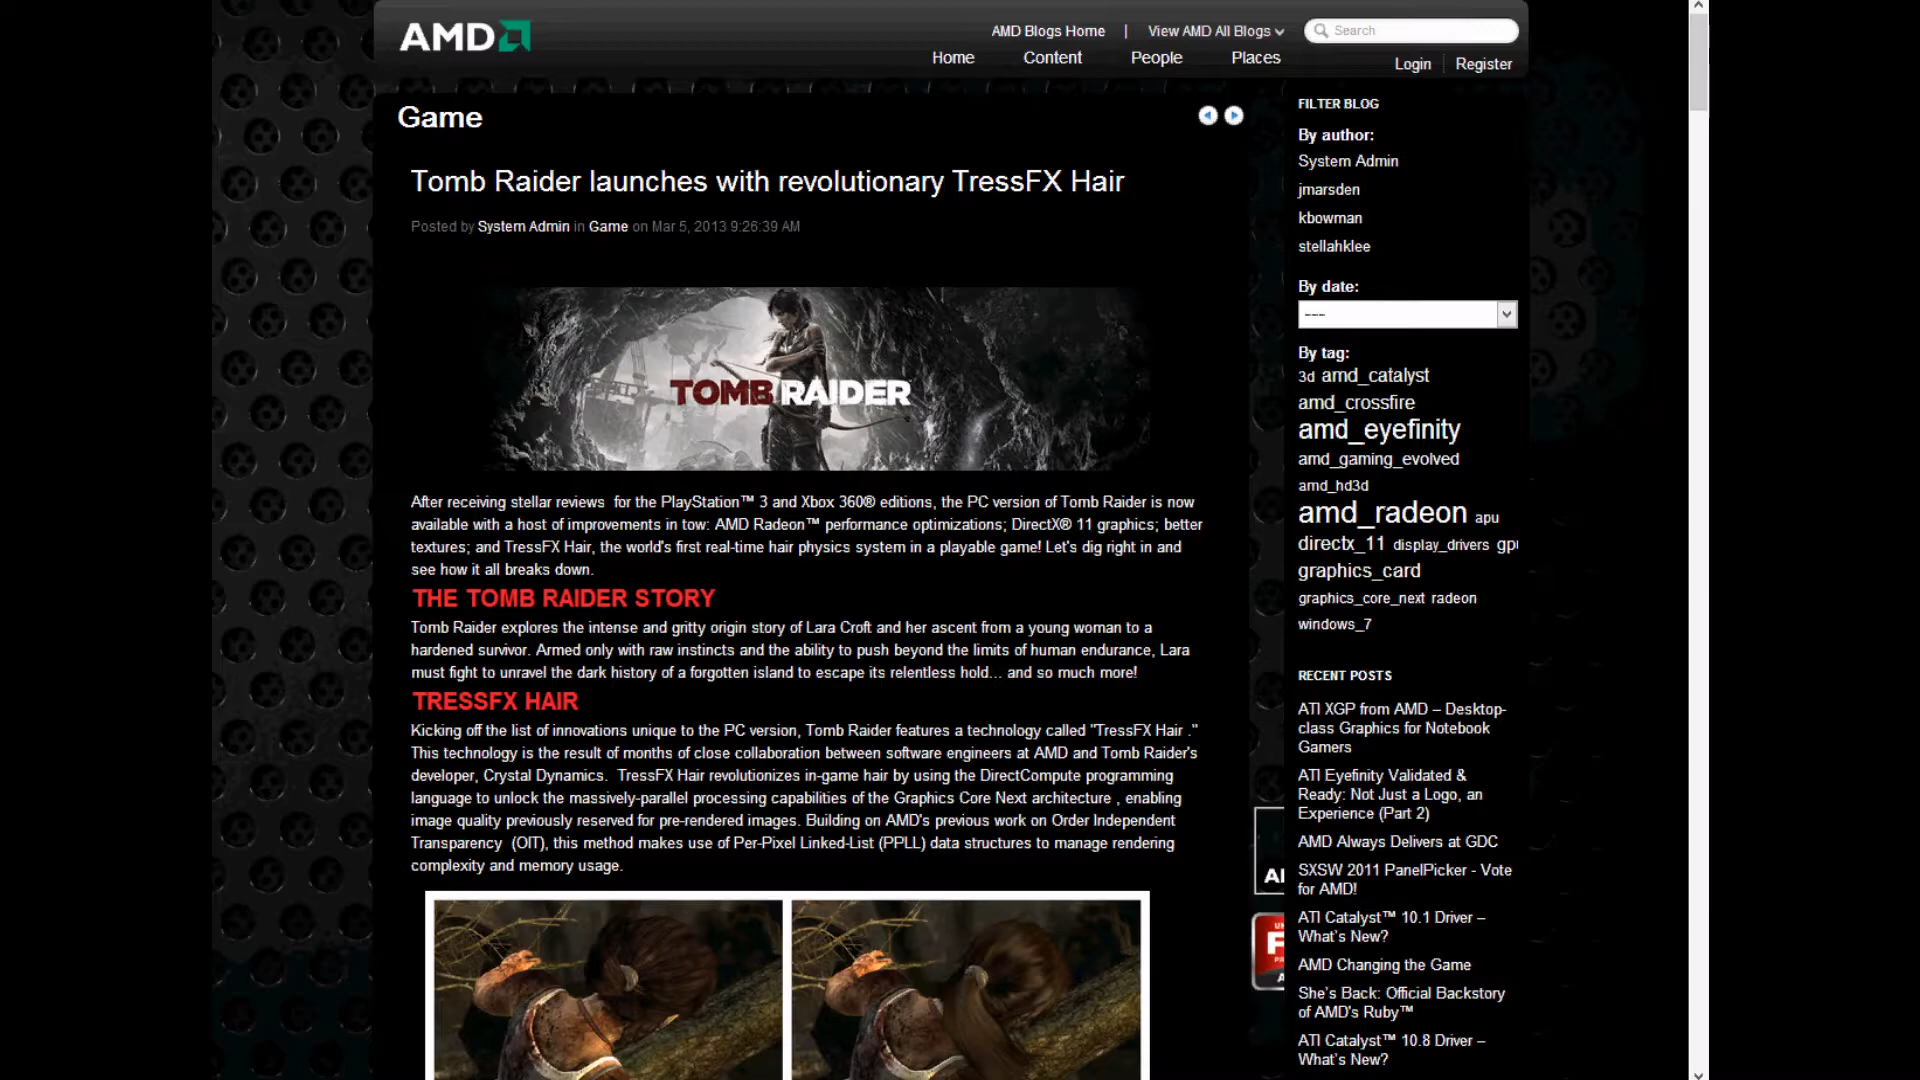 AMD
AMD Blogs Home | View AMD All Blogs
Search
Home Content People Places
Login Register
Game
Tomb Raider launches with revolutionary TressFX Hair
Posted by System Admin in Game on Mar 5, 2013 9:26:39 AM
TOMB RAIDER
After receiving stellar reviews for the PlayStation™ 3 and Xbox 360® editions, the PC version of Tomb Raider is now
available with a host of improvements in tow: AMD Radeon™ performance optimizations; DirectX® 11 graphics; better
textures; and TressFX Hair, the world's first real-time hair physics system in a playable game! Let's dig right in and
see how it all breaks down.
THE TOMB RAIDER STORY
Tomb Raider explores the intense and gritty origin story of Lara Croft and her ascent from a young woman to a
hardened survivor. Armed only with raw instincts and the ability to push beyond the limits of human endurance, Lara
must fight to unravel the dark history of a forgotten island to escape its relentless hold... and so much more!
TRESSFX HAIR
Kicking off the list of innovations unique to the PC version, Tomb Raider features a technology called "TressFX Hair ."
This technology is the result of months of close collaboration between software engineers at AMD and Tomb Raider's
developer, Crystal Dynamics. TressFX Hair revolutionizes in-game hair by using the DirectCompute programming
language to unlock the massively-parallel processing capabilities of the Graphics Core Next architecture , enabling
image quality previously reserved for pre-rendered images. Building on AMD's previous work on Order Independent
Transparency (OIT), this method makes use of Per-Pixel Linked-List (PPLL) data structures to manage rendering
complexity and memory usage.
FILTER BLOG
By author:
System Admin
jmarsden
kbowman
stellahklee
By date:
---
By tag:
3d amd_catalyst
amd_crossfire
amd_eyefinity
amd_gaming_evolved
amd_hd3d
amd_radeon apu
directx_11 display_drivers
graphics_card
graphics_core_next radeon
windows_7
RECENT POSTS
ATI XGP from AMD – Desktop-
class Graphics for Notebook
Gamers
ATI Eyefinity Validated &
Ready: Not Just a Logo, an
Experience (Part 2)
AMD Always Delivers at GDC
SXSW 2011 PanelPicker - Vote
for AMD!
ATI Catalyst™ 10.1 Driver –
What's New?
AMD Changing the Game
She's Back: Official Backstory
of AMD's Ruby™
ATI Catalyst™ 10.8 Driver –
What's New?